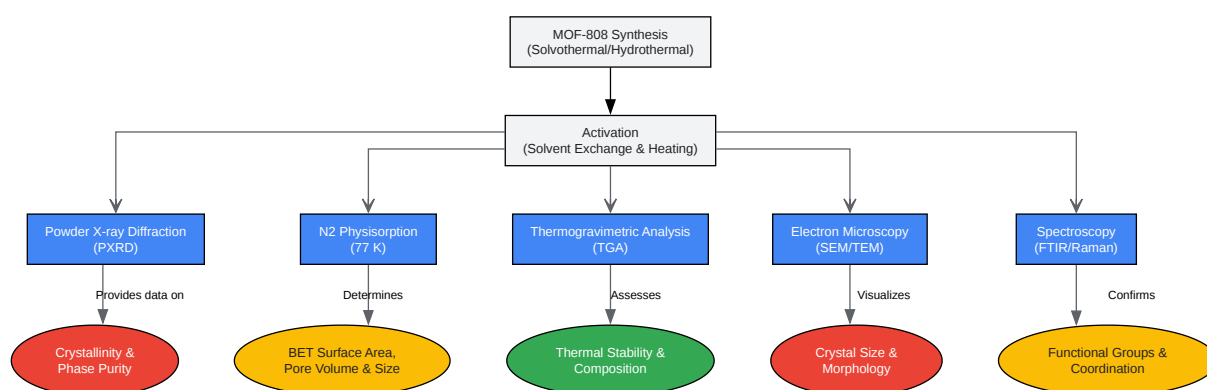 MOF-808 Synthesis
(Solvothermal/Hydrothermal)
Activation
(Solvent Exchange & Heating)
Powder X-ray Diffraction
(PXRD)
N2 Physisorption
(77 K)
Thermogravimetric Analysis
(TGA)
Electron Microscopy
(SEM/TEM)
Spectroscopy
(FTIR/Raman)
Provides data on
Determines
Assesses
Visualizes
Confirms
Crystallinity &
Phase Purity
BET Surface Area,
Pore Volume & Size
Thermal Stability &
Composition
Crystal Size &
Morphology
Functional Groups &
Coordination